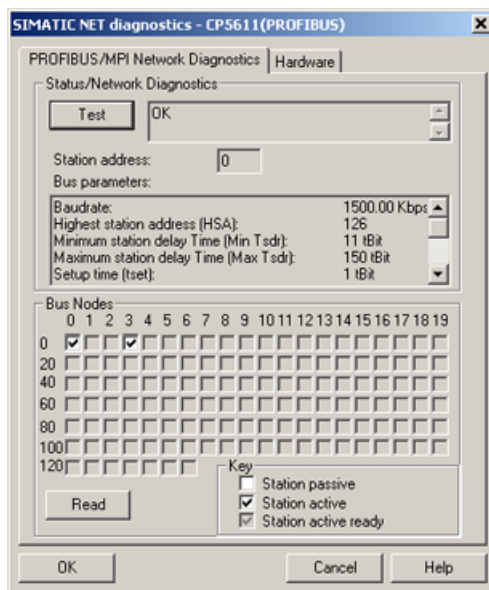 SIMATIC NET diagnostics - CP5611(PROFIBUS)
PROFIBUS/MPI Network Diagnostics Hardware
Status/Network Diagnostics
Test OK
Station address: 0
Bus parameters:
Baudrate: 1500.00 Kbps
Highest station address (HSA): 126
Minimum station delay Time (Min Tsdr): 11 tBit
Maximum station delay Time (Max Tsdr): 150 tBit
Setup time (tset): 1 tBit
Bus Nodes
0 1 2 3 4 5 6 7 8 9 10 11 12 13 14 15 16 17 18 19
0
20
40
60
80
100
120
Key
Station passive
Read
Station active
Station active ready
OK Cancel Help